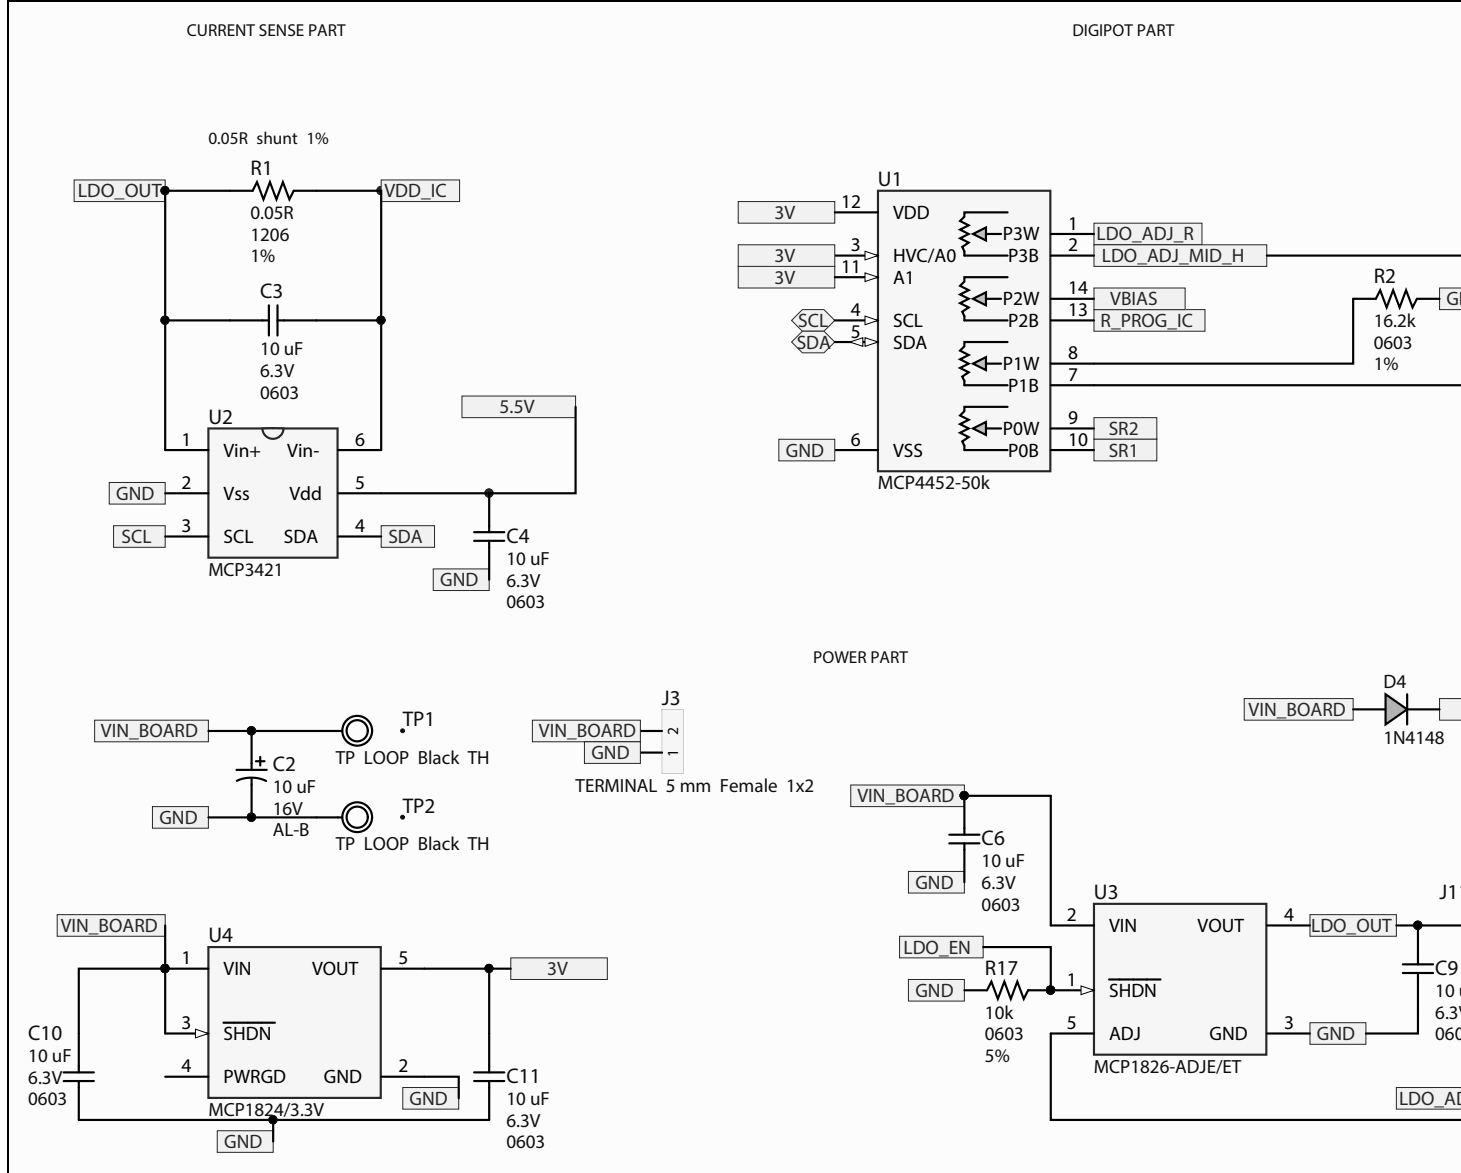 CURRENT SENSE PART
0.05R shunt 1%
R1
LDO_OUT
VDD_IC
0.05R
1206
1%
C3
10 uF
6.3V
0603
5.5V
U2
1 Vin+ Vin- 6
GND 2 Vss Vdd 5
SCL 3 SCL SDA 4 SDA
MCP3421
C4
10 uF
6.3V
0603
GND
DIGIPOT PART
U1
3V 12 VDD
3V 3 HVC/A0
3V 11 A1
SCL 4 SCL
SDA 5 SDA
GND 6 VSS
P3W 1 LDO_ADJ_R
P3B 2 LDO_ADJ_MID_H
P2W 14 VBIAS
P2B 13 R_PROG_IC
P1W 8
P1B 7
P0W 9 SR2
P0B 10 SR1
MCP4452-50k
R2
16.2k
0603
1%
POWER PART
VIN_BOARD
TP1
TP LOOP Black TH
+ C2
10 uF
16V
AL-B
GND
TP2
TP LOOP Black TH
J3
VIN_BOARD 2
GND 1
TERMINAL 5 mm Female 1x2
D4
VIN_BOARD
1N4148
VIN_BOARD
C6
10 uF
6.3V
0603
GND
U3
2 VIN VOUT 4 LDO_OUT
LDO_EN
GND
R17
10k
0603
5%
1 SHDN
5 ADJ GND 3 GND
MCP1826-ADJE/ET
C9
VIN_BOARD
U4
1 VIN VOUT 5 3V
3 SHDN
4 PWRGD GND 2
GND
MCP1824/3.3V
GND
C10
10 uF
6.3V
0603
C11
10 uF
6.3V
0603